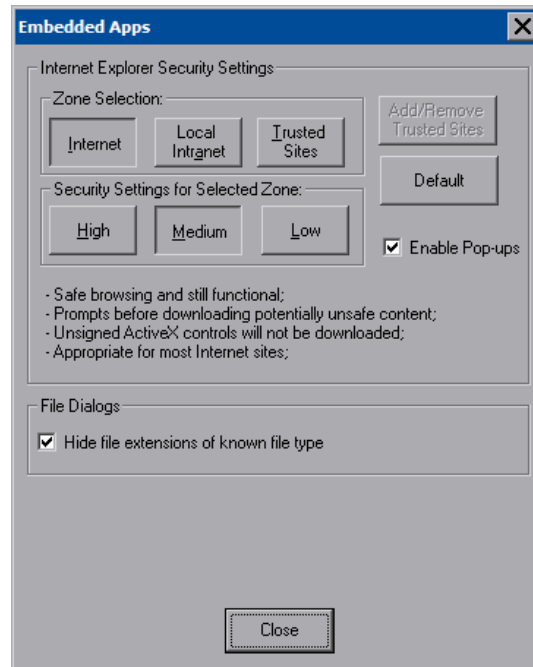 Embedded Apps
Internet Explorer Security Settings
Zone Selection:
Internet
Local
Intranet
Trusted
Sites
Add/Remove
Trusted Sites
Default
Security Settings for Selected Zone:
High
Medium
Low
Enable Pop-ups
- Safe browsing and still functional;
- Prompts before downloading potentially unsafe content;
- Unsigned ActiveX controls will not be downloaded;
- Appropriate for most Internet sites;
File Dialogs
Hide file extensions of known file type
Close